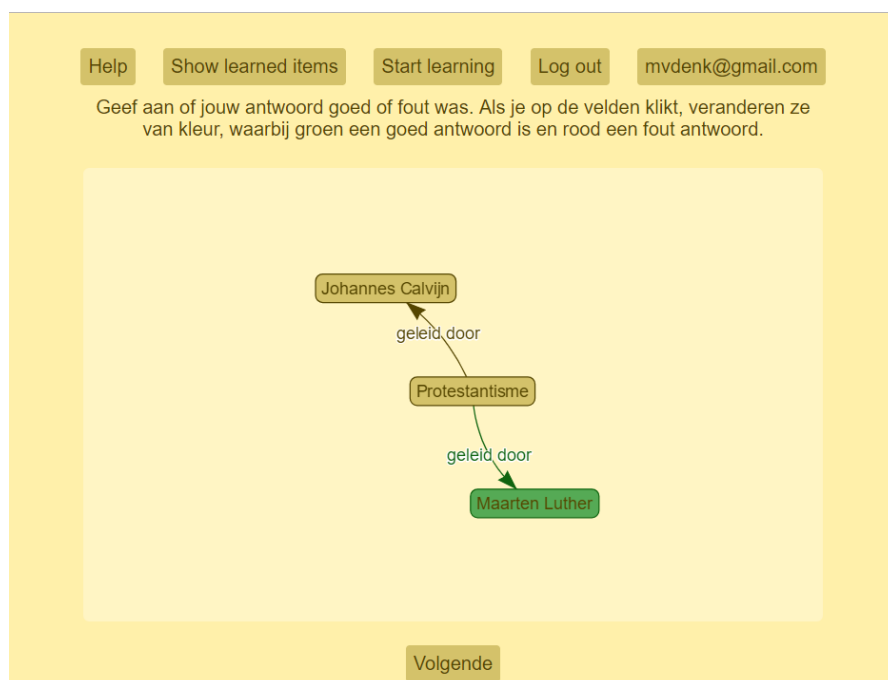 Help Show learned items Start learning Log out mvdenk@gmail.com
Geef aan of jouw antwoord goed of fout was. Als je op de velden klikt, veranderen ze
van kleur, waarbij groen een goed antwoord is en rood een fout antwoord.
Johannes Calvijn
geleid door
Protestantisme
geleid door
Maarten Luther
Volgende